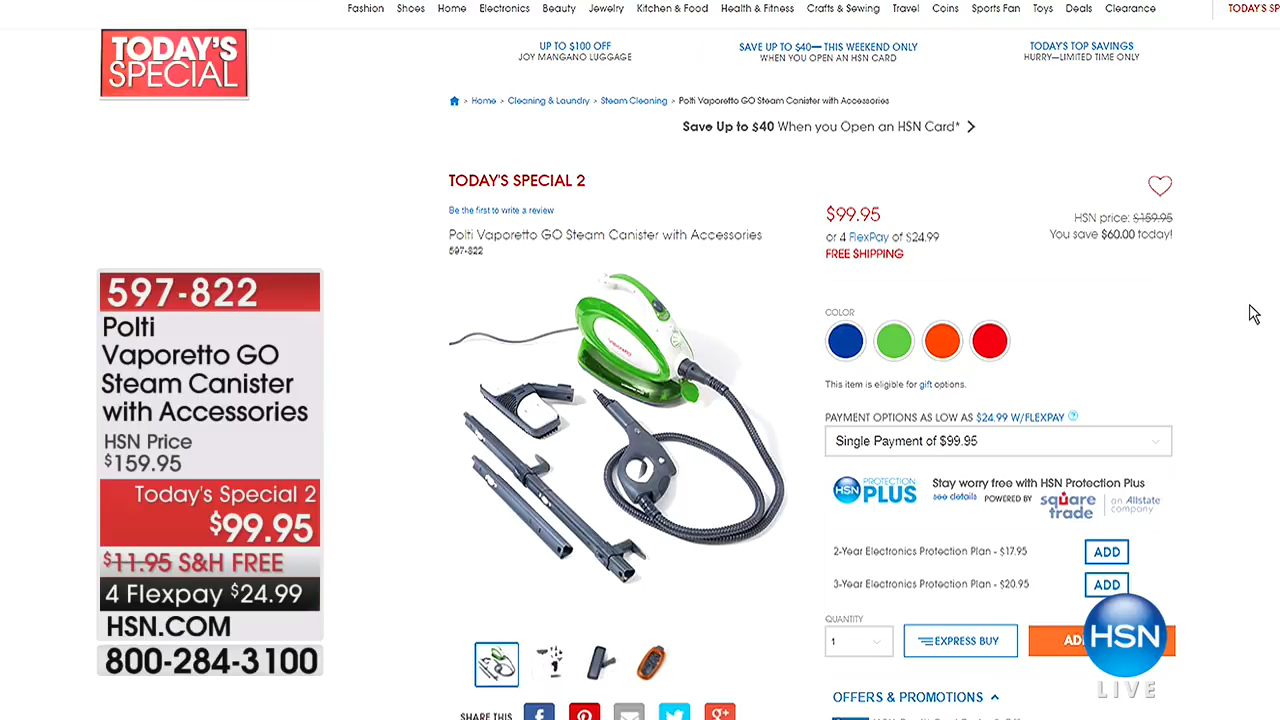 Fashion Shoes Home Electronics Beauty Jewelry Kitchen & Food Health & Fitness Crafts & Sewing Travel Coins Sports Fan Toys Deals Clearance TODAY'S SP
TODAY'S
SPECIAL
UP TO $100 OFF
JOY MANGANO LUGGAGE
SAVE UP TO $40— THIS WEEKEND ONLY
WHEN YOU OPEN AN HSN CARD
TODAY'S TOP SAVINGS
HURRY—LIMITED TIME ONLY
> Home > Cleaning & Laundry > Steam Cleaning > Polti Vaporetto GO Steam Canister with Accessories
Save Up to $40 When you Open an HSN Card* >
TODAY'S SPECIAL 2
Be the first to write a review
Polti Vaporetto GO Steam Canister with Accessories
597-822
$99.95
or 4 FlexPay of $24.99
FREE SHIPPING
HSN price: $159.95
You save $60.00 today!
COLOR
This item is eligible for gift options.
PAYMENT OPTIONS AS LOW AS $24.99 W/FLEXPAY ?
Single Payment of $99.95
HSN PROTECTION
PLUS
Stay worry free with HSN Protection Plus
see details POWERED BY square trade | an Allstate company
2-Year Electronics Protection Plan - $17.95 ADD
3-Year Electronics Protection Plan - $20.95 ADD
QUANTITY
1
EXPRESS BUY
AD
HSN
LIVE
OFFERS & PROMOTIONS
SHARE THIS
597-822
Polti
Vaporetto GO
Steam Canister
with Accessories
HSN Price
$159.95
Today's Special 2
$99.95
$11.95 S&H FREE
4 Flexpay $24.99
HSN.COM
800-284-3100